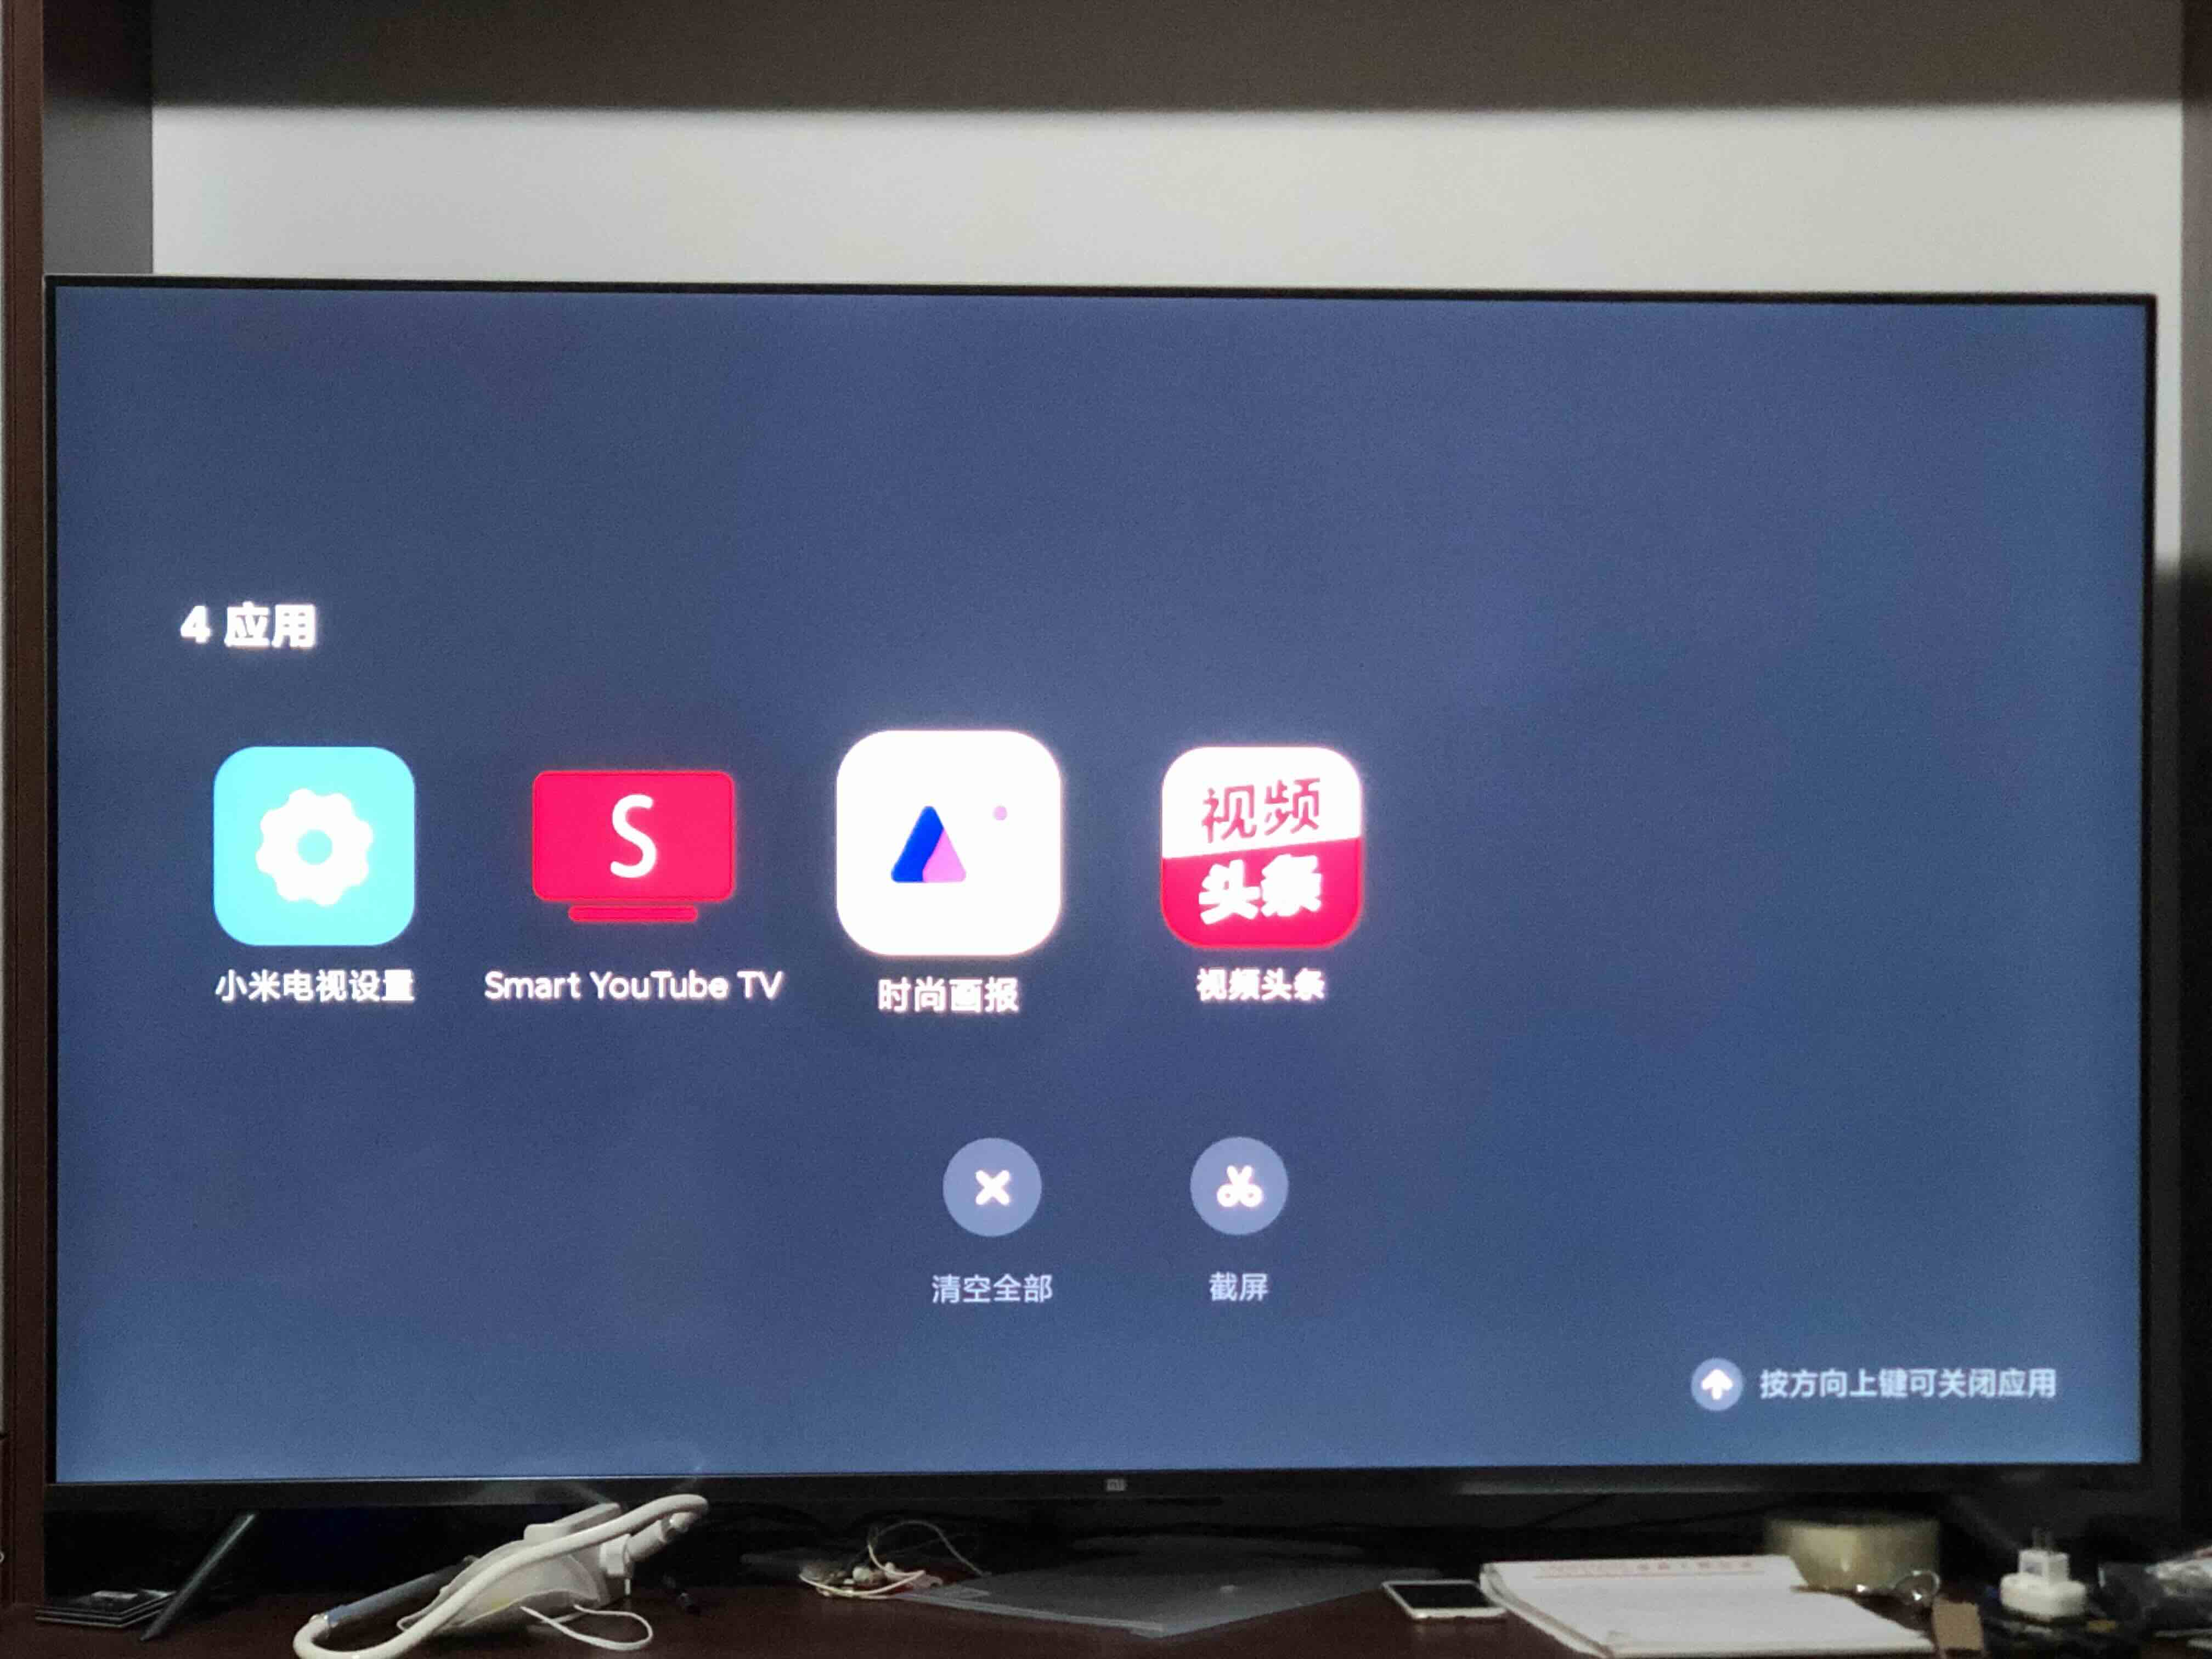 4 应用
S
视频
头条
小米电视设置
Smart YouTube TV
时尚画报
视频头条
清空全部
截屏
按方向上键可关闭应用
mi